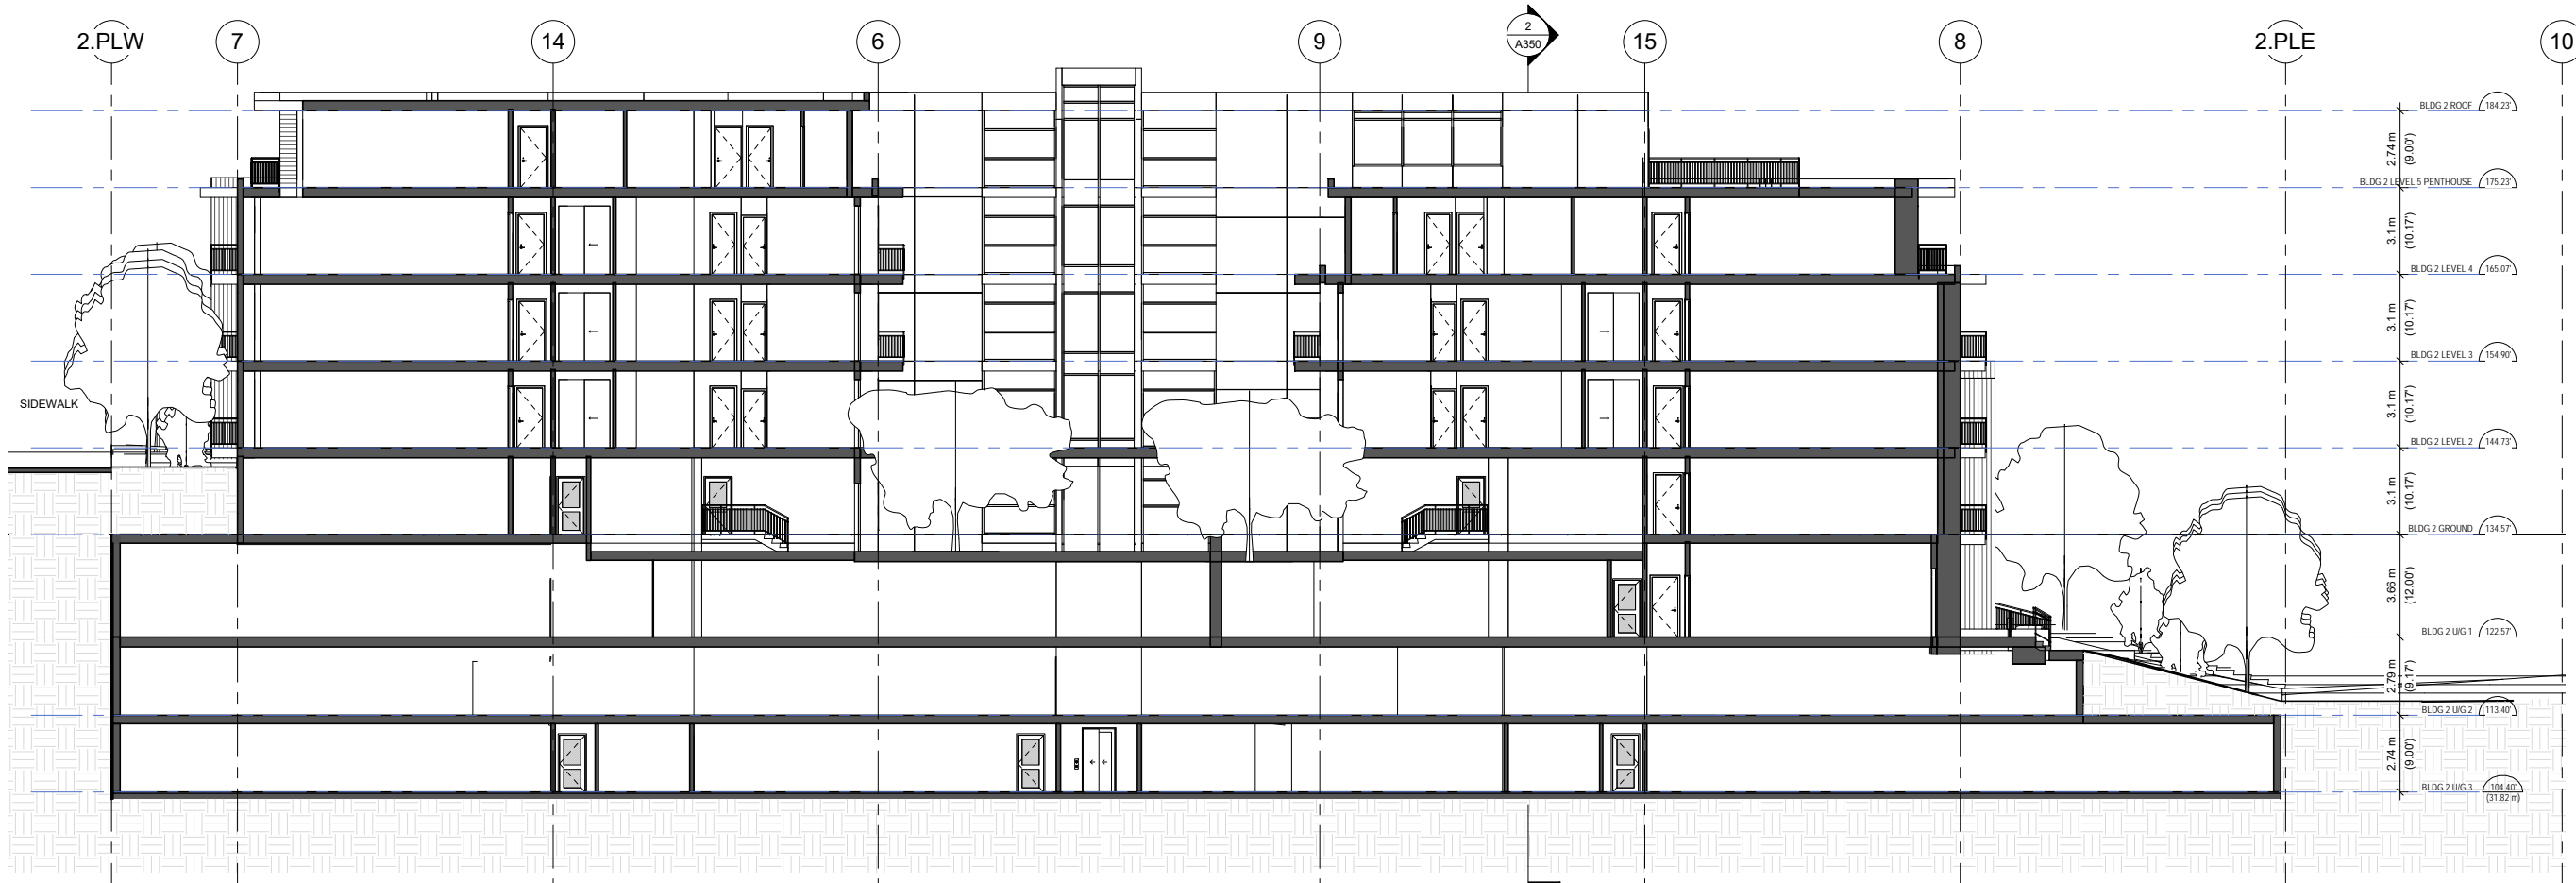 2.PLW
7
14
6
9
2
A350
15
8
2.PLE
10
BLDG 2 ROOF 184.23'
2.74 m
(9.00')
BLDG 2 LEVEL 5 PENTHOUSE 175.23'
3.1 m
(10.17')
BLDG 2 LEVEL 4 165.07'
3.1 m
(10.17')
BLDG 2 LEVEL 3 154.90'
SIDEWALK
3.1 m
(10.17')
BLDG 2 LEVEL 2 144.73'
3.1 m
(10.17')
BLDG 2 GROUND 134.57'
3.66 m
(12.00')
BLDG 2 U/G 1 122.57'
2.79 m
(9.17')
BLDG 2 U/G 2 113.40'
2.74 m
(9.00')
BLDG 2 U/G 3 104.40'
(31.82 m)